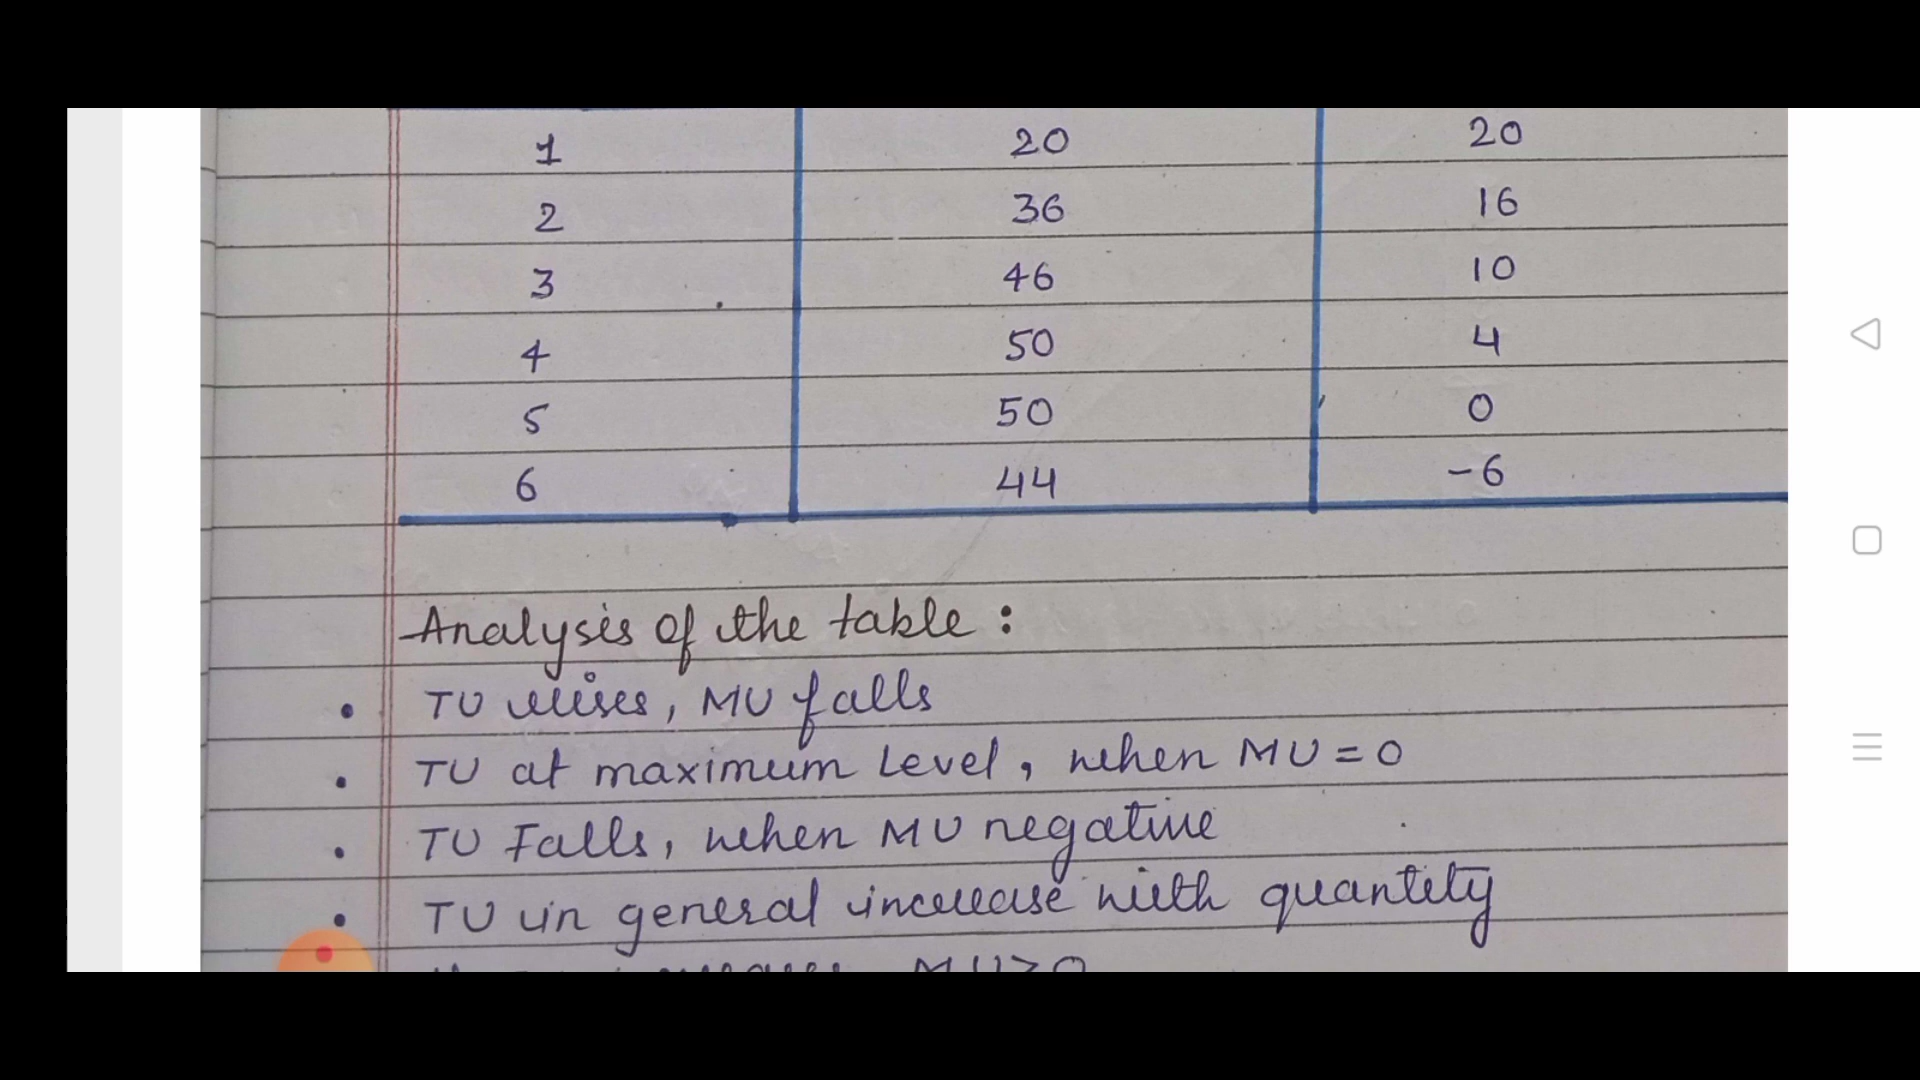 1 20 20
2 36 16
3 46 10
4 50 4
5 50 0
6 44 -6
Analysis of the table :
• TU rises, MU falls
• TU at maximum Level, when MU = 0
• TU Falls, when MU negative
• TU in general increase with quantity
MU>0